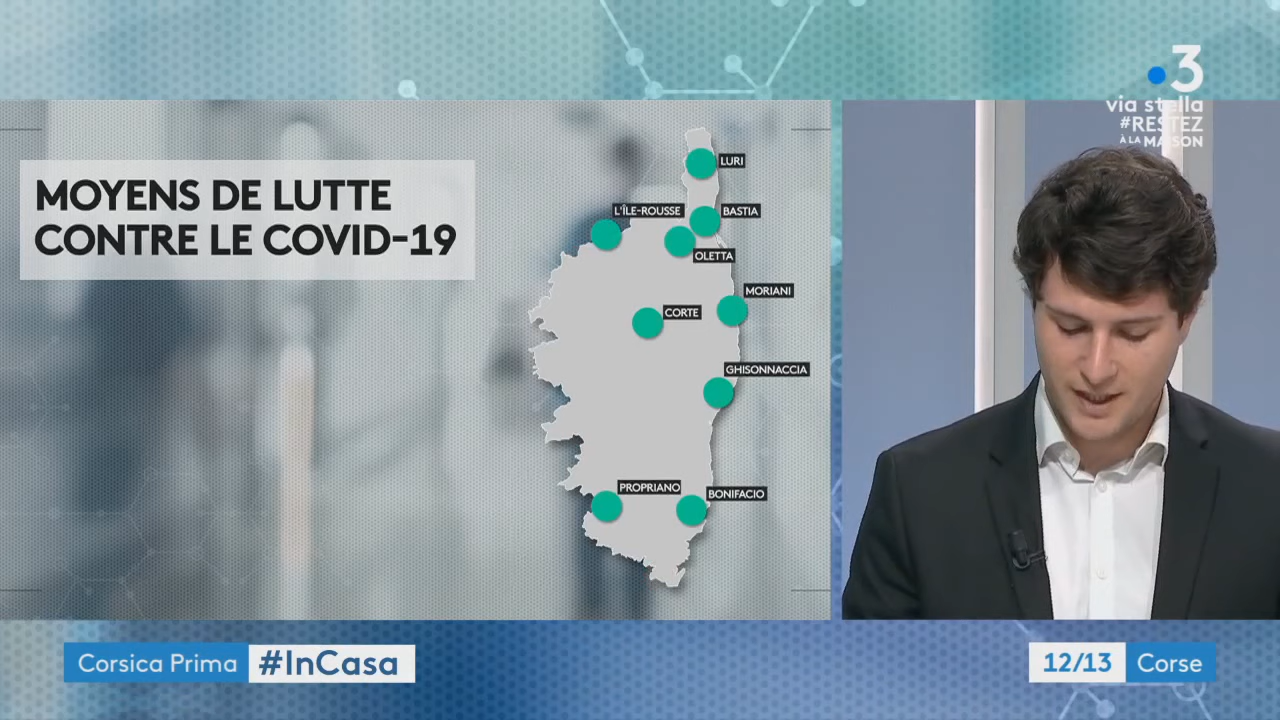 3
via stella
#RESTEZ
À LA MAISON
MOYENS DE LUTTE
CONTRE LE COVID-19
LURI
L'ÎLE-ROUSSE
BASTIA
OLETTA
MORIANI
CORTE
GHISONNACCIA
PROPRIANO
BONIFACIO
Corsica Prima #InCasa
12/13 Corse